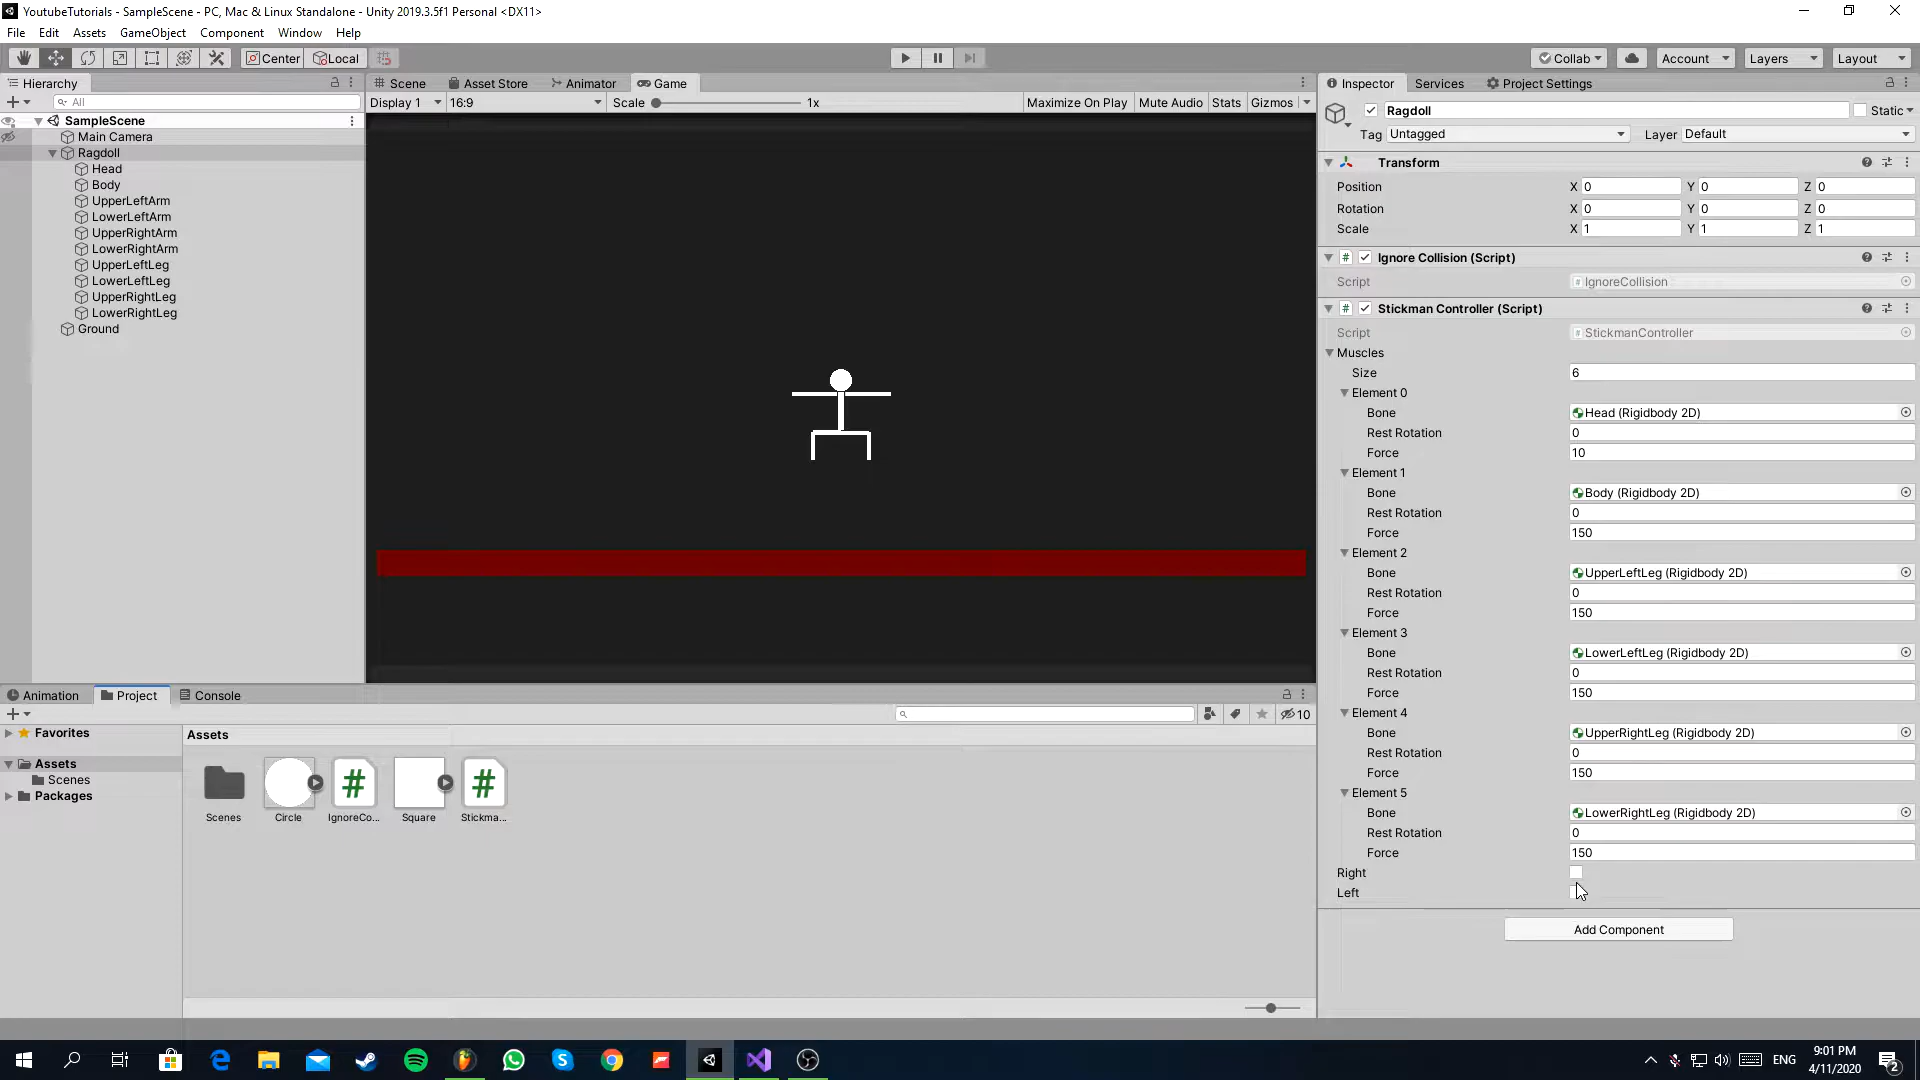 YoutubeTutorials - SampleScene - PC, Mac & Linux Standalone - Unity 2019.3.5f1 Personal <DX11>
File Edit Assets GameObject Component Window Help
Center Local Collab Account Layers Layout
Hierarchy
All
SampleScene
Main Camera
Ragdoll
Head
Body
UpperLeftArm
LowerLeftArm
UpperRightArm
LowerRightArm
UpperLeftLeg
LowerLeftLeg
UpperRightLeg
LowerRightLeg
Ground
Scene Asset Store Animator Game
Display 1 16:9 Scale 1x Maximize On Play Mute Audio Stats Gizmos
Inspector Services Project Settings
Ragdoll Static
Tag Untagged Layer Default
Transform
Position X 0 Y 0 Z 0
Rotation X 0 Y 0 Z 0
Scale X 1 Y 1 Z 1
# Ignore Collision (Script)
Script # IgnoreCollision
# Stickman Controller (Script)
Script # StickmanController
Muscles
Size 6
Element 0
Bone Head (Rigidbody 2D)
Rest Rotation 0
Force 10
Element 1
Bone Body (Rigidbody 2D)
Rest Rotation 0
Force 150
Element 2
Bone UpperLeftLeg (Rigidbody 2D)
Rest Rotation 0
Force 150
Element 3
Bone LowerLeftLeg (Rigidbody 2D)
Rest Rotation 0
Force 150
Element 4
Bone UpperRightLeg (Rigidbody 2D)
Rest Rotation 0
Force 150
Element 5
Bone LowerRightLeg (Rigidbody 2D)
Rest Rotation 0
Force 150
Right
Left
Add Component
Animation Project Console
10
Favorites
Assets
Scenes
Packages
Assets
# #
Scenes Circle IgnoreCo... Square Stickma...
ENG
9:01 PM
4/11/2020
2